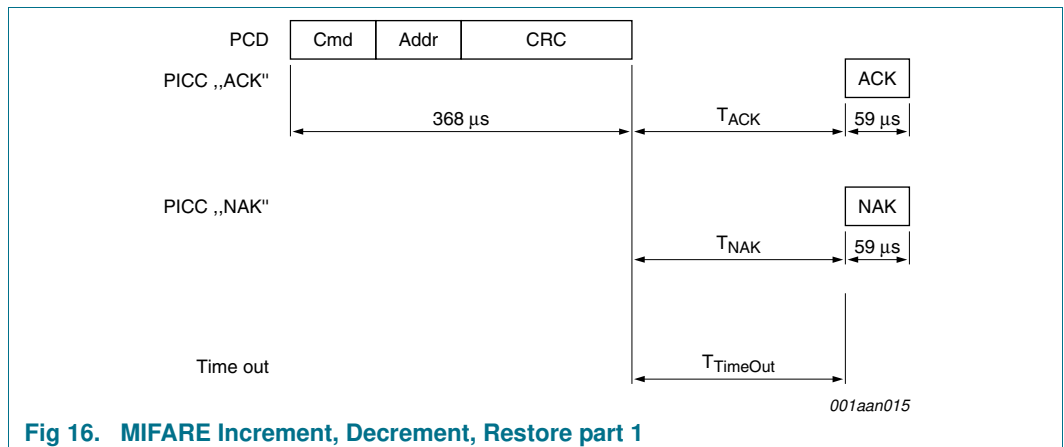 PCD Cmd Addr CRC
PICC ,,ACK" ACK
368 μs TACK 59 μs
PICC ,,NAK" NAK
TNAK 59 μs
Time out TTimeOut
001aan015
Fig 16. MIFARE Increment, Decrement, Restore part 1